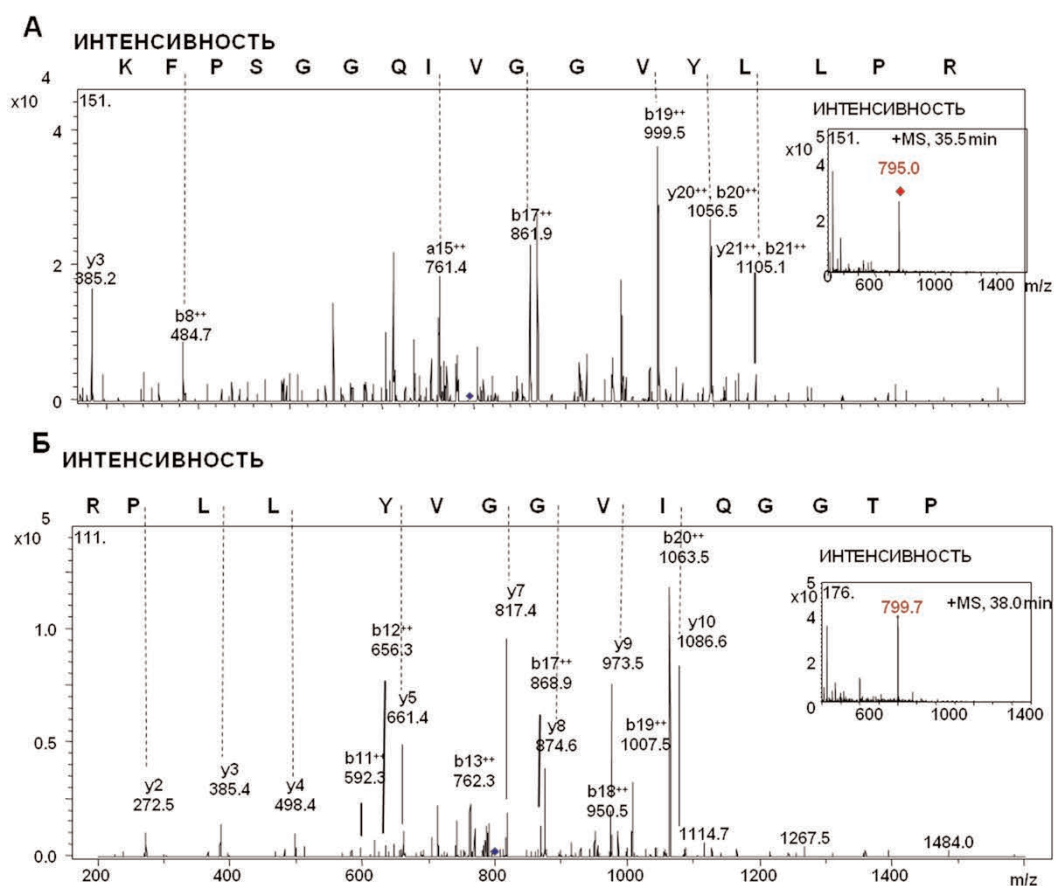 А
ИНТЕНСИВНОСТЬ
K F P S G G Q I V G G V Y L L P R
4
x10
151.
4
2
0
y3
385.2
b8++
484.7
a15++
761.4
b17++
861.9
b19++
999.5
y20++, b20++
1056.5
y21++, b21++
1105.1
ИНТЕНСИВНОСТЬ
5
x10
151.
+MS, 35.5min
795.0
4
2
0
600 1000 1400 m/z
Б
ИНТЕНСИВНОСТЬ
R P L L Y V G G V I Q G G T P
5
x10
111.
1.0
0.5
0.0
y2
272.5
y3
385.4
y4
498.4
b11++
592.3
b12++
656.3
y5
661.4
b13++
762.3
y7
817.4
b17++
868.9
y8
874.6
b18++
950.5
y9
973.5
b19++
1007.5
b20++
1063.5
y10
1086.6
1114.7
1267.5
1484.0
ИНТЕНСИВНОСТЬ
5
x10
176.
+MS, 38.0min
799.7
4
2
0
600 1000 1400
m/z
200 400 600 800 1000 1200 1400
m/z